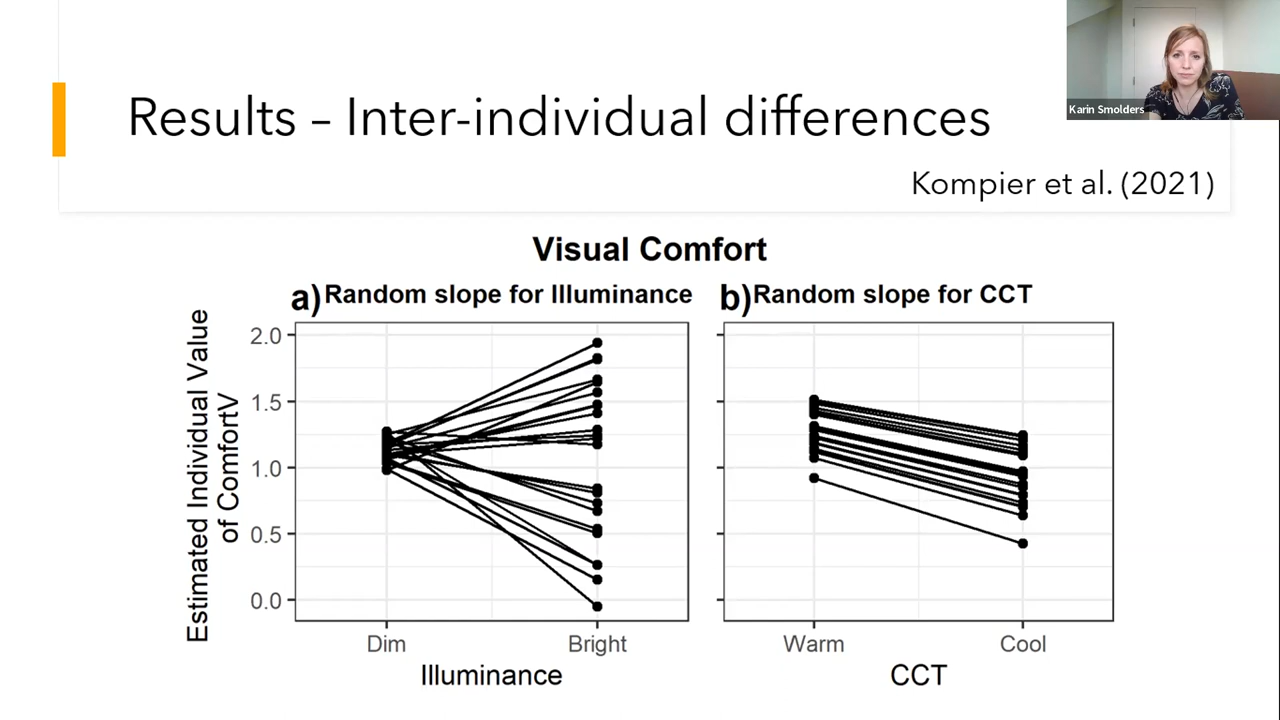 Karin Smolders
Results – Inter-individual differences
Kompier et al. (2021)
Visual Comfort
a) Random slope for Illuminance
b) Random slope for CCT
Estimated Individual Value
of ComfortV
2.0
1.5
1.0
0.5
0.0
Dim
Bright
Illuminance
Warm
Cool
CCT